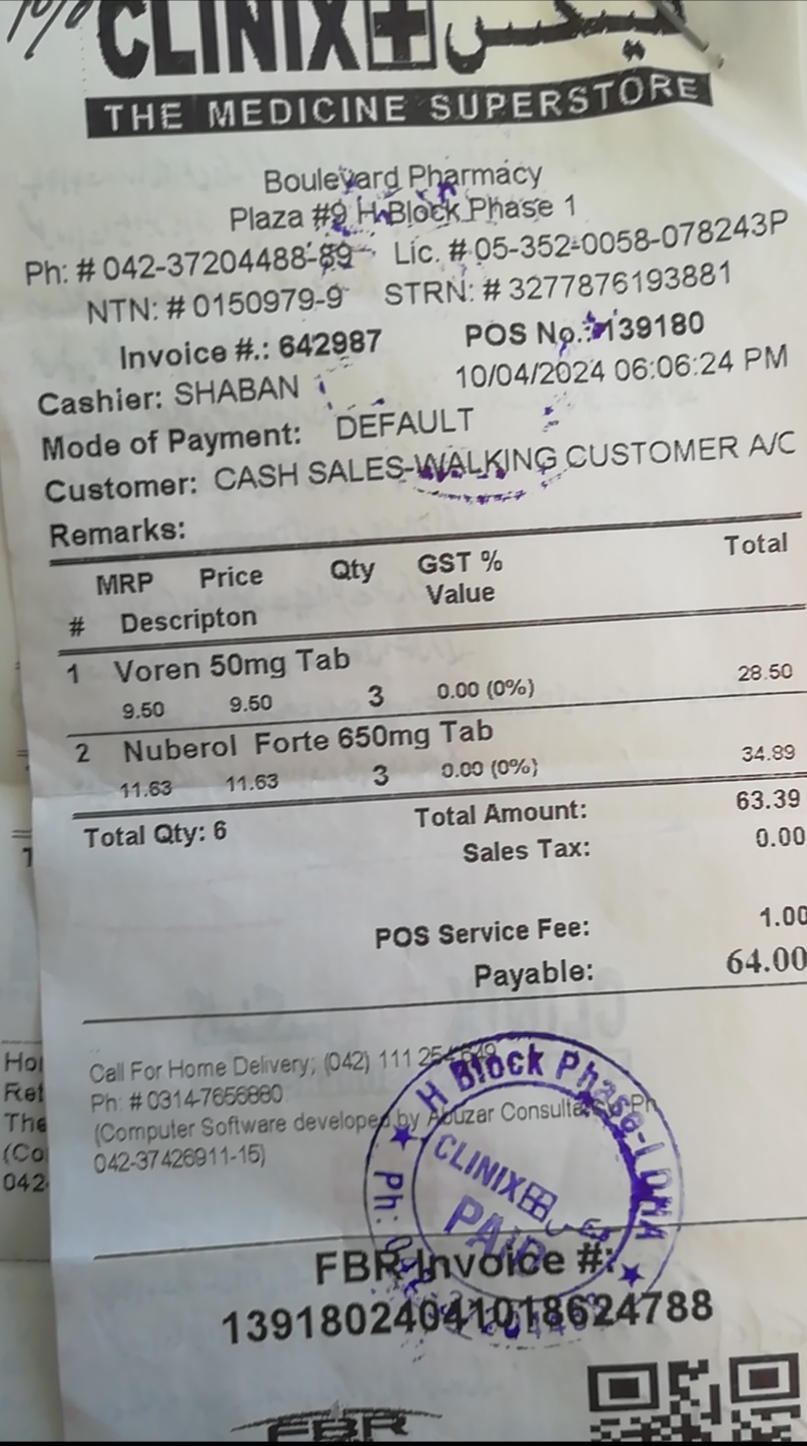 CLINIX
THE MEDICINE SUPERSTORE
Boulevard Pharmacy
Plaza #9 H Block Phase 1
Ph: # 042-37204488-89 Lic. # 05-352-0058-078243P
NTN: # 0150979-9 STRN: # 3277876193881
Invoice #.: 642987 POS No.: 139180
Cashier: SHABAN 10/04/2024 06:06:24 PM
Mode of Payment: DEFAULT
Customer: CASH SALES-WALKING CUSTOMER A/C
Remarks:
MRP Price Qty GST % Total
Value
# Descripton
1 Voren 50mg Tab
9.50 9.50 3 0.00 (0%) 28.50
2 Nuberol Forte 650mg Tab
11.63 11.63 3 0.00 (0%) 34.89
Total Qty: 6 Total Amount: 63.39
Sales Tax: 0.00
POS Service Fee: 1.00
Payable: 64.00
Call For Home Delivery; (042) 111 254 649
Ph: # 0314-7656880
(Computer Software developed by Abuzar Consultancy Ph
042-37426911-15)
H Block Phase-I DHA
CLINIX
PAID
Ph:
FBR Invoice #:
13918024041018624788
FBR